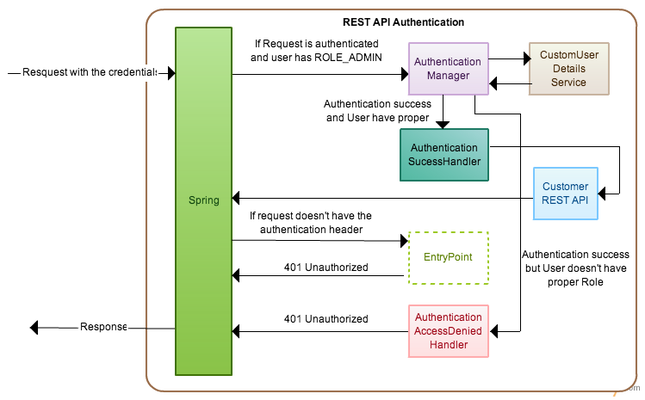 REST API Authentication
If Request is authenticated
and user has ROLE_ADMIN
Authentication
Manager
CustomUser
Details
Service
Resquest with the credentials
Authentication success
and User have proper
Authentication
SucessHandler
Customer
REST API
Spring
If request doesn't have the
authentication header
EntryPoint
401 Unauthorized
Authentication success
but User doesn't have
proper Role
401 Unauthorized
Authentication
AccessDenied
Handler
Response
om